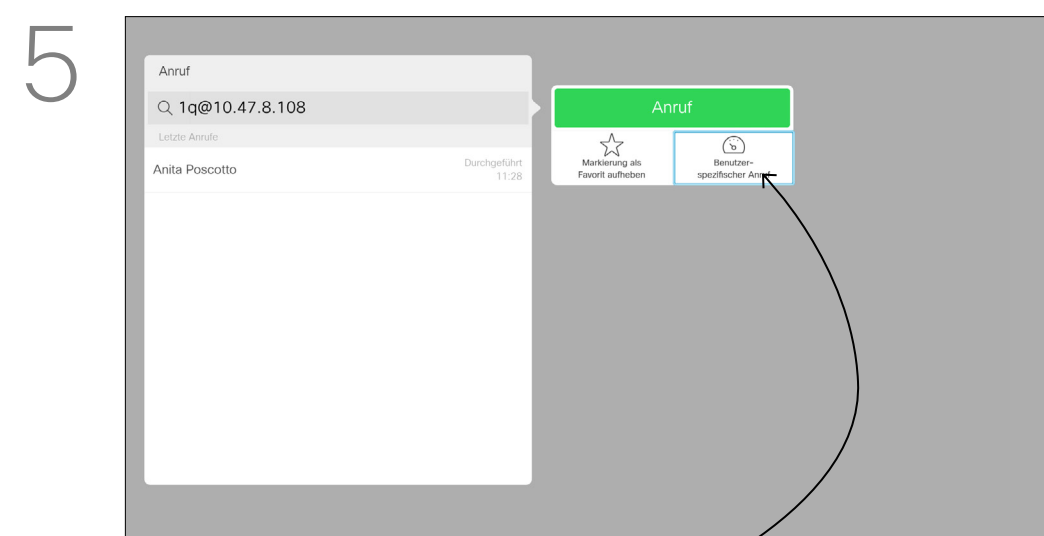 5
Anruf
1q@10.47.8.108
Letzte Anrufe
Anita Poscotto
Durchgeführt
11:28
Anruf
Markierung als
Favorit aufheben
Benutzer-
spezifischer Anruf